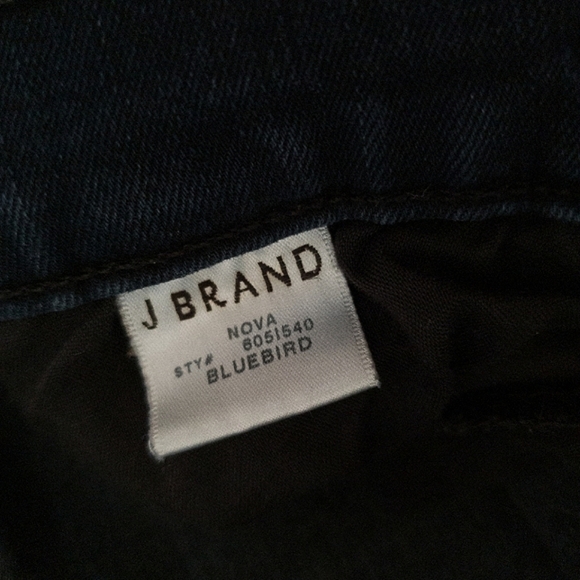 J BRAND
NOVA
STY# 6051540
BLUEBIRD